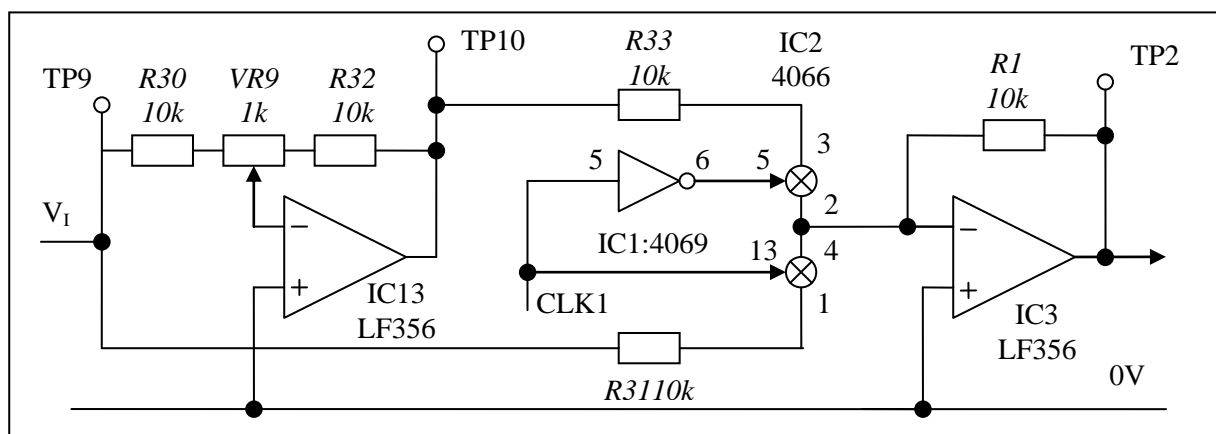 TP9
R30
10k
VR9
1k
R32
10k
TP10
R33
10k
IC2
4066
R1
10k
TP2
3
5
6
5
2
V_I
−
+
IC13
LF356
IC1:4069
13
4
CLK1
1
−
+
IC3
LF356
R3110k
0V